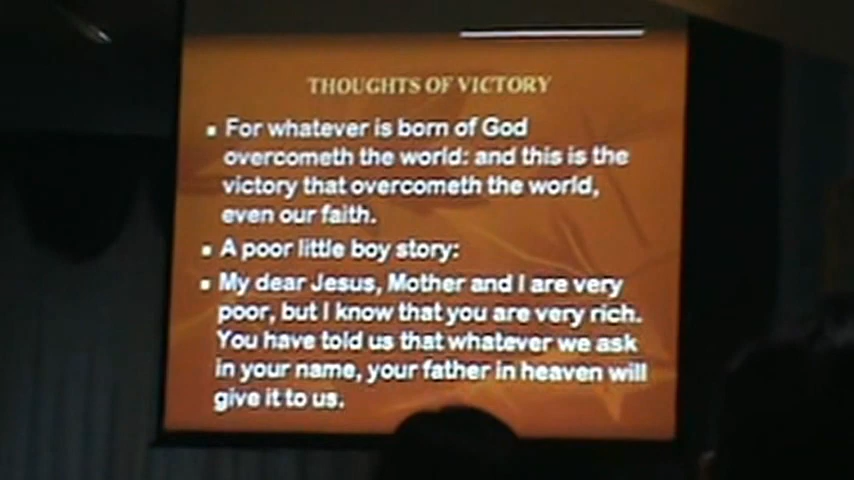 THOUGHTS OF VICTORY
▪ For whatever is born of God
overcometh the world: and this is the
victory that overcometh the world,
even our faith.
▪ A poor little boy story:
▪ My dear Jesus, Mother and I are very
poor, but I know that you are very rich.
You have told us that whatever we ask
in your name, your father in heaven will
give it to us.